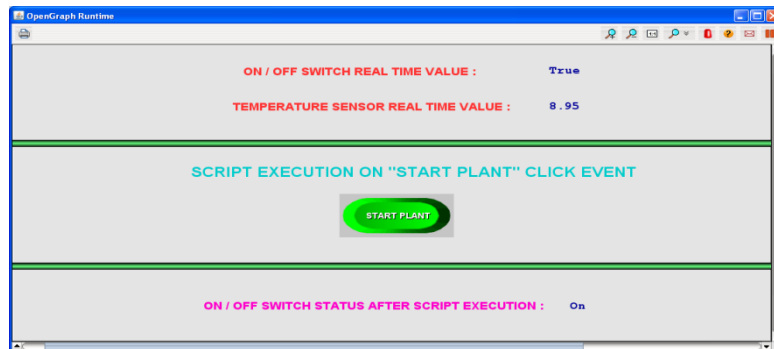 OpenGraph Runtime
ON / OFF SWITCH REAL TIME VALUE : True
TEMPERATURE SENSOR REAL TIME VALUE : 8.95
SCRIPT EXECUTION ON "START PLANT" CLICK EVENT
START PLANT
ON / OFF SWITCH STATUS AFTER SCRIPT EXECUTION : On